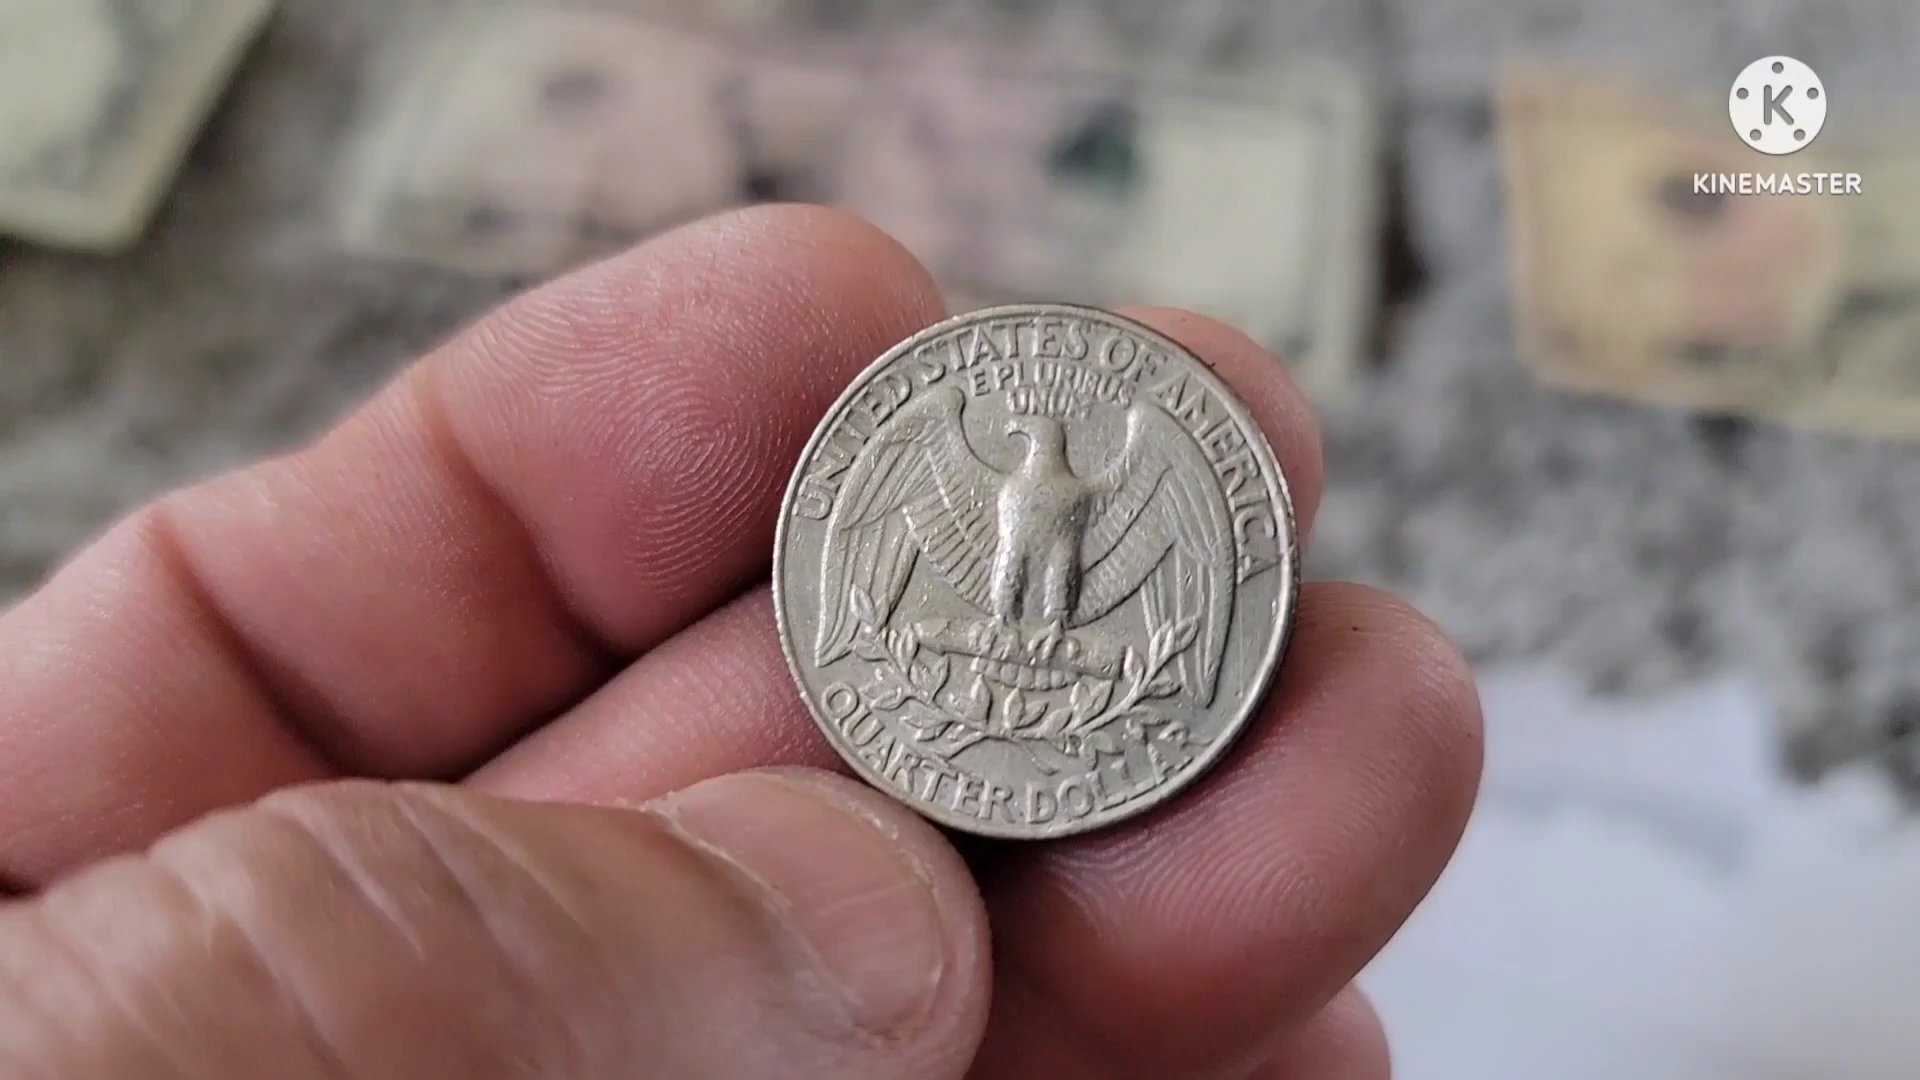 K
KINEMASTER
UNITED STATES OF AMERICA
E PLURIBUS
UNUM
QUARTER DOLLAR